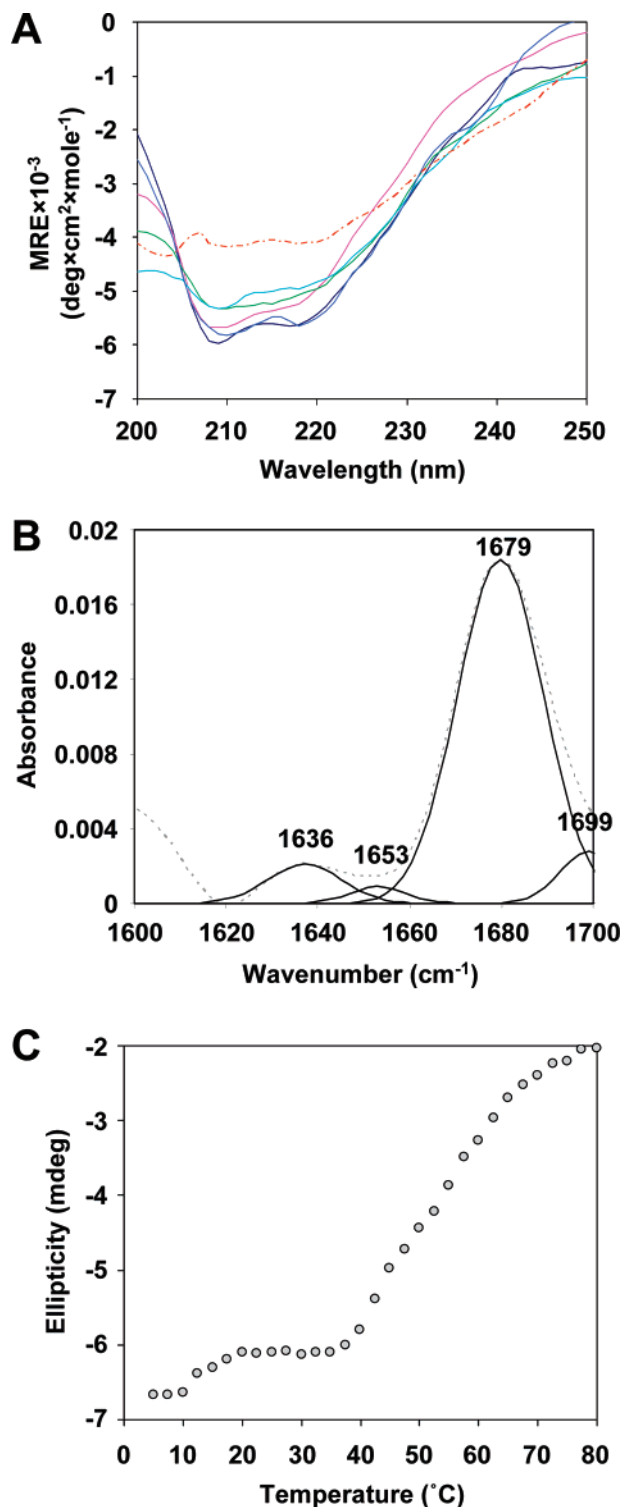 A
MRE×10⁻³
(deg×cm²×mole⁻¹)
0
-1
-2
-3
-4
-5
-6
-7
200 210 220 230 240 250
Wavelength (nm)
B
Absorbance
0.02
0.016
0.012
0.008
0.004
0
1679
1636
1653
1699
1600 1620 1640 1660 1680 1700
Wavenumber (cm⁻¹)
C
Ellipticity (mdeg)
-2
-3
-4
-5
-6
-7
0 10 20 30 40 50 60 70 80
Temperature (˚C)